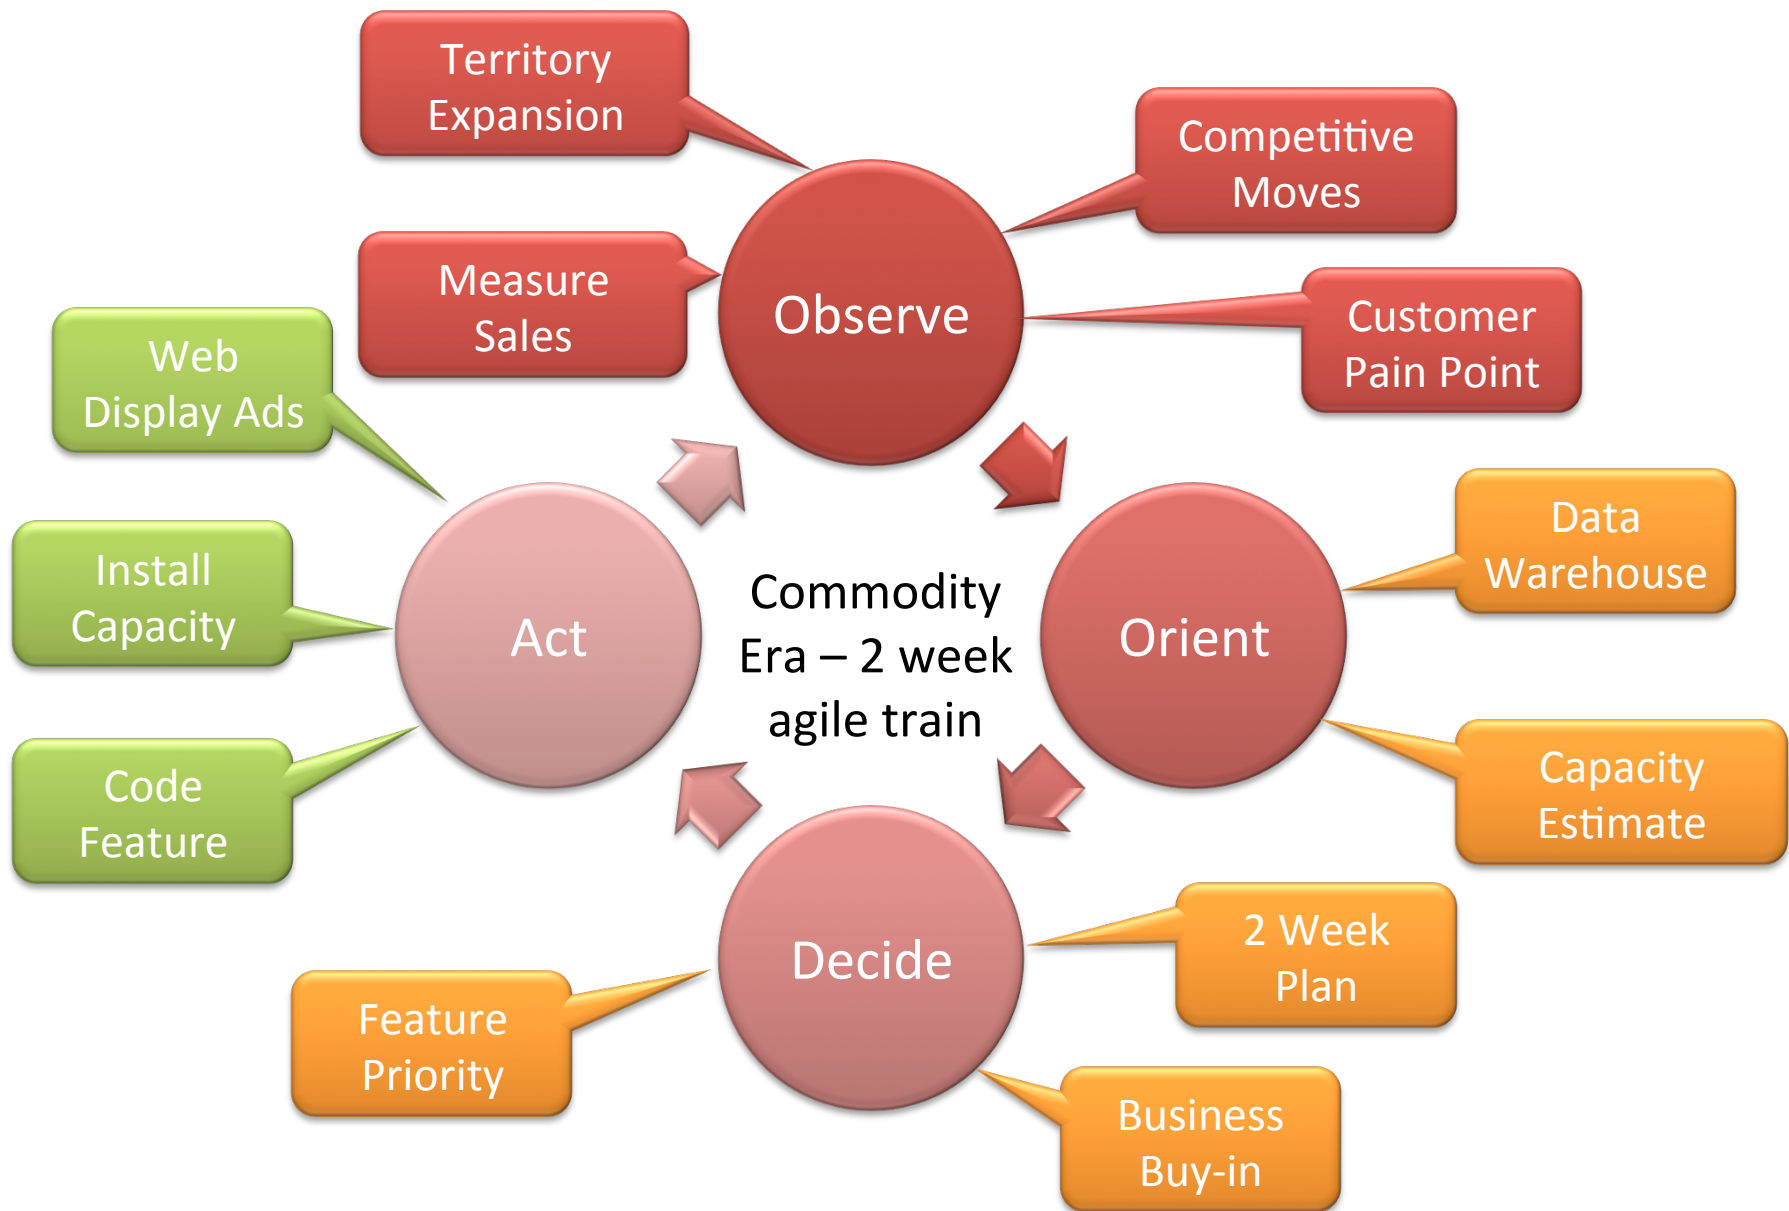 Territory
Expansion
Competitive
Moves
Measure
Sales
Observe
Customer
Pain Point
Web
Display Ads
Data
Warehouse
Install
Capacity
Act
Commodity
Era – 2 week
agile train
Orient
Code
Feature
Capacity
Estimate
2 Week
Plan
Decide
Feature
Priority
Business
Buy-in